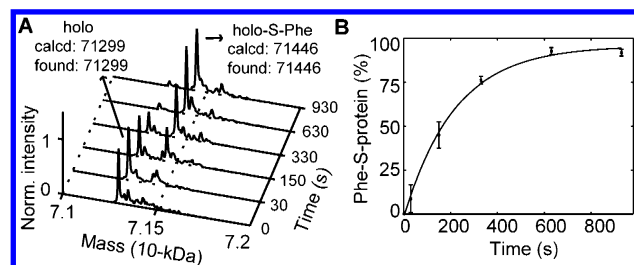 A
holo
calcd: 71299
found: 71299
holo-S-Phe
calcd: 71446
found: 71446
Norm. intensity
1
0
7.1
7.15
7.2
Mass (10-kDa)
0
30
150
330
630
930
Time (s)
B
Phe-S-protein (%)
100
75
50
25
0
0
200
400
600
800
Time (s)